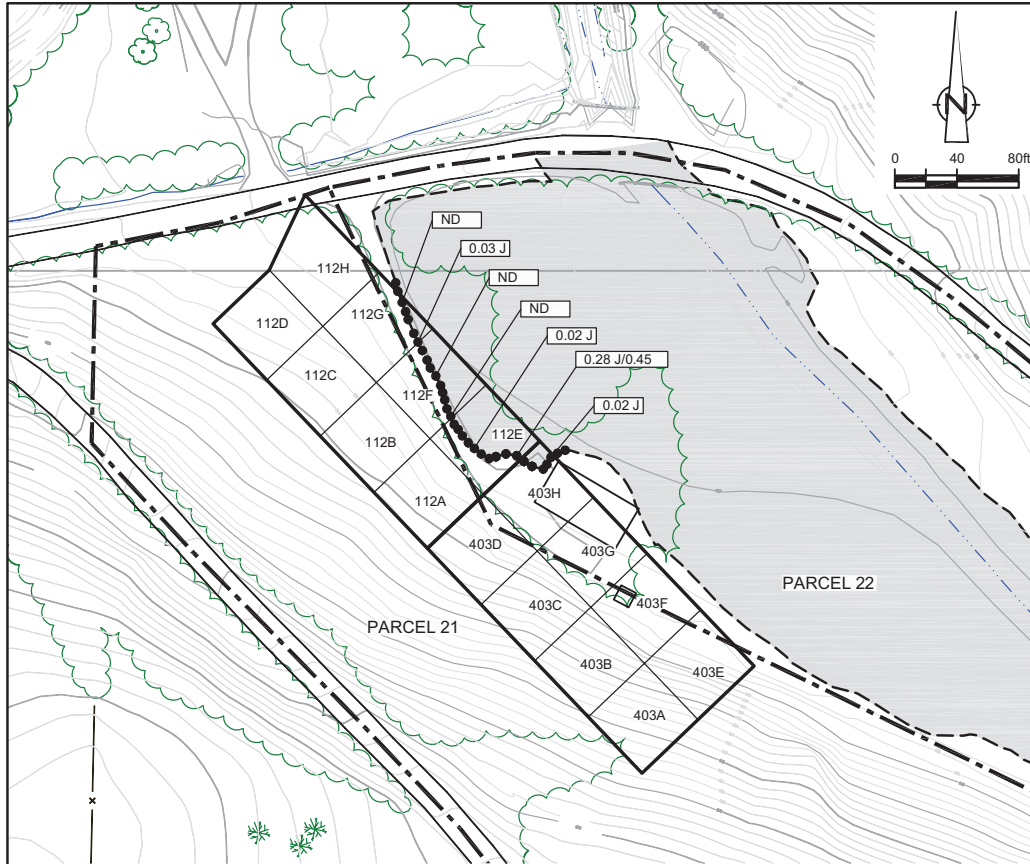 N
0 40 80ft
ND
0.03 J
ND
ND
0.02 J
0.28 J/0.45
0.02 J
112H
112G
112D
112C
112F
112B
112E
112A
403H
403D
403G
403C
403F
403B
403E
403A
PARCEL 22
PARCEL 21
x